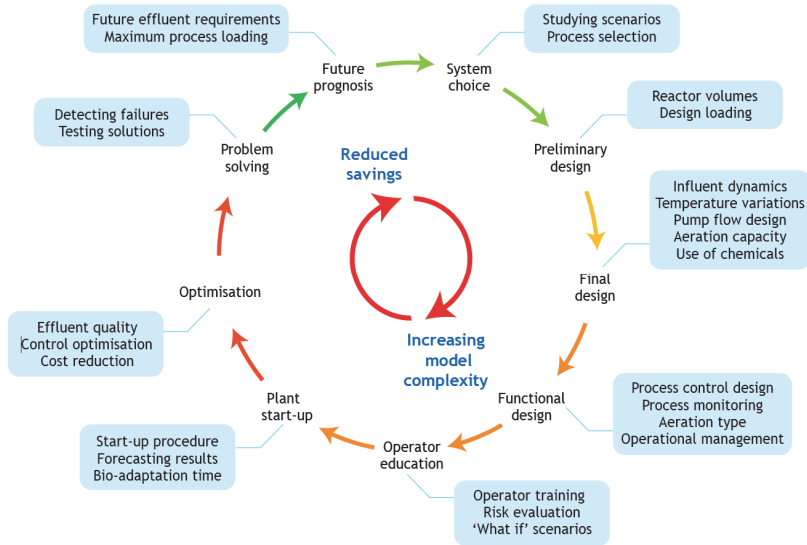 Future effluent requirements
Maximum process loading
Future
prognosis
Studying scenarios
Process selection
System
choice
Reactor volumes
Design loading
Preliminary
design
Influent dynamics
Temperature variations
Pump flow design
Aeration capacity
Use of chemicals
Final
design
Process control design
Process monitoring
Aeration type
Operational management
Functional
design
Operator training
Risk evaluation
‘What if’ scenarios
Operator
education
Start-up procedure
Forecasting results
Bio-adaptation time
Plant
start-up
Effluent quality
Control optimisation
Cost reduction
Optimisation
Detecting failures
Testing solutions
Problem
solving
Reduced
savings
Increasing
model
complexity